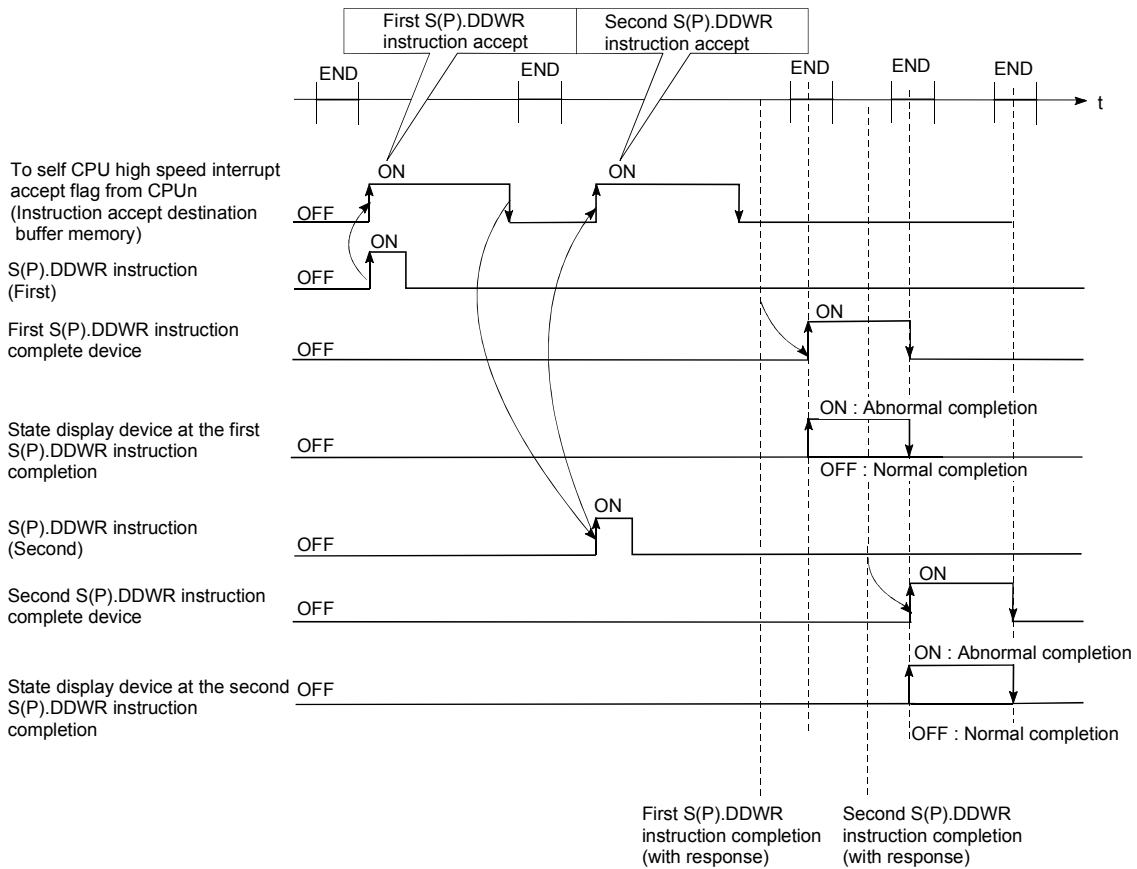 First S(P).DDWR
instruction accept
Second S(P).DDWR
instruction accept
END
END
END
END
END
t
To self CPU high speed interrupt
accept flag from CPUn
(Instruction accept destination
buffer memory)
OFF
ON
ON
S(P).DDWR instruction
(First)
OFF
ON
First S(P).DDWR instruction
complete device
OFF
ON
State display device at the first
S(P).DDWR instruction
completion
OFF
ON : Abnormal completion
OFF : Normal completion
S(P).DDWR instruction
(Second)
OFF
ON
Second S(P).DDWR instruction
complete device
OFF
ON
State display device at the second
S(P).DDWR instruction
completion
OFF
ON : Abnormal completion
OFF : Normal completion
First S(P).DDWR
instruction completion
(with response)
Second S(P).DDWR
instruction completion
(with response)